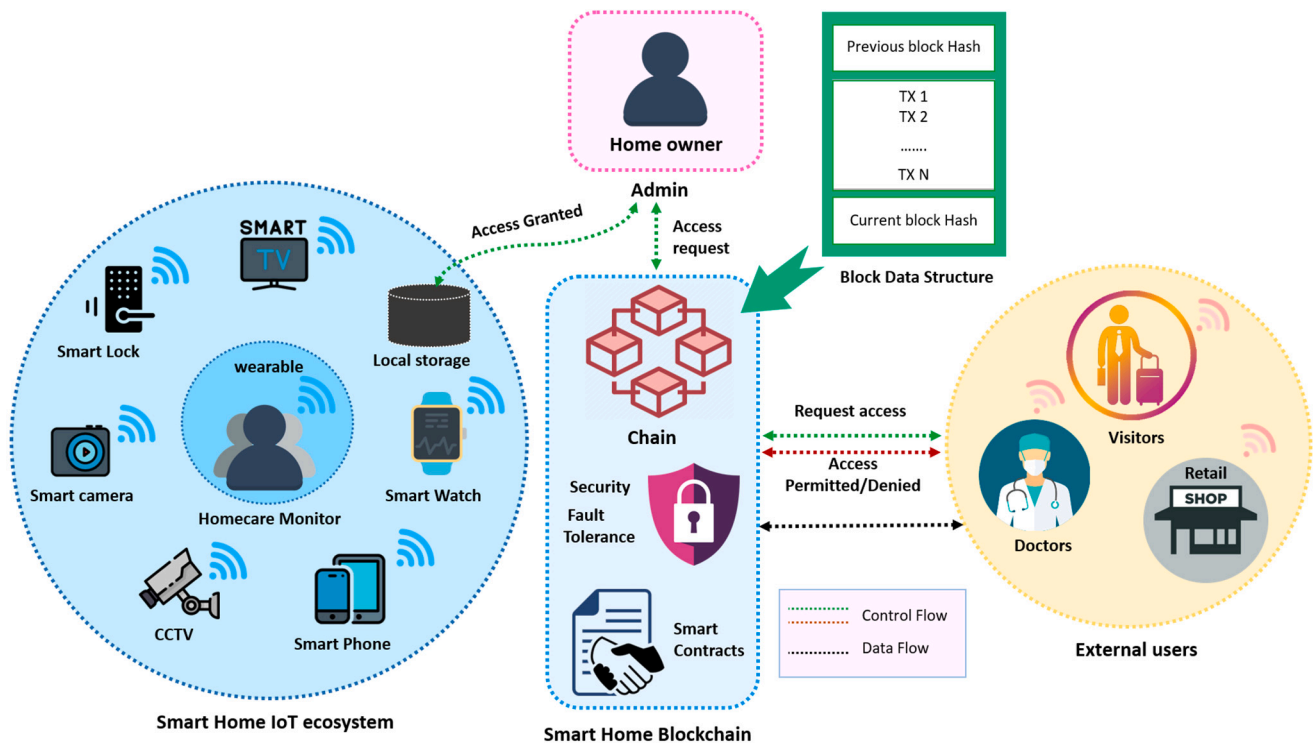 Home owner
Admin
Access Granted
Access
request
Previous block Hash
TX 1
TX 2
.......
TX N
Current block Hash
Block Data Structure
SMART
TV
Smart Lock
Local storage
wearable
Homecare Monitor
Smart camera
Smart Watch
CCTV
Smart Phone
Smart Home IoT ecosystem
Chain
Security
Fault
Tolerance
Smart
Contracts
Smart Home Blockchain
Request access
Access
Permitted/Denied
Control Flow
Data Flow
Visitors
Doctors
Retail
SHOP
External users